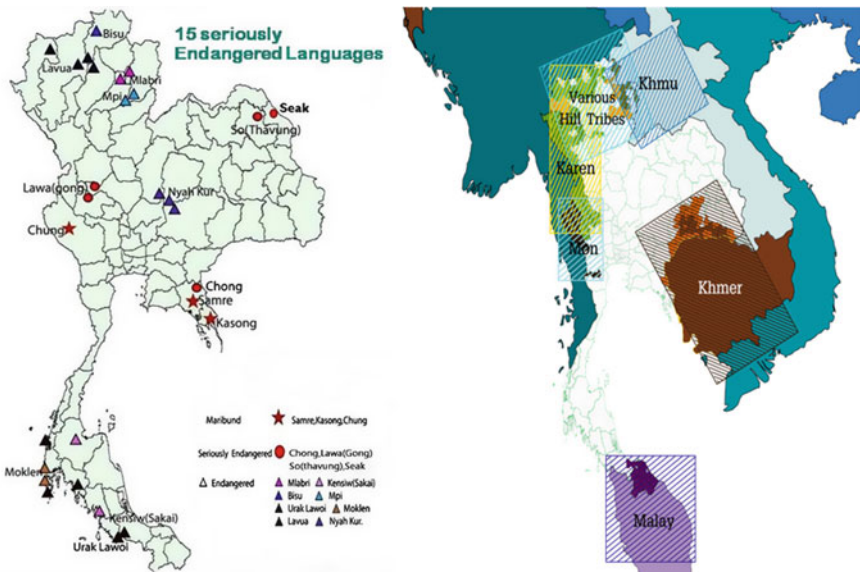 15 seriously
Endangered Languages
Bisu
Lavua
Mlabri
Mpi
Seak
So(Thavung)
Lawa(gong)
Nyah Kur
Chung
Chong
Samre
Kasong
Maribund
Samre,Kasong,Chung
Seriously Endangered
Chong,Lawa(Gong)
So(thavung),Seak
Endangered
Mlabri
Kensiw(Sakai)
Bisu
Mpi
Urak Lawoi
Moklen
Lavua
Nyah Kur.
Moklen
Kensiw(Sakai)
Urak Lawoi
Khmu
Various
Hill Tribes
Karen
Mon
Khmer
Malay